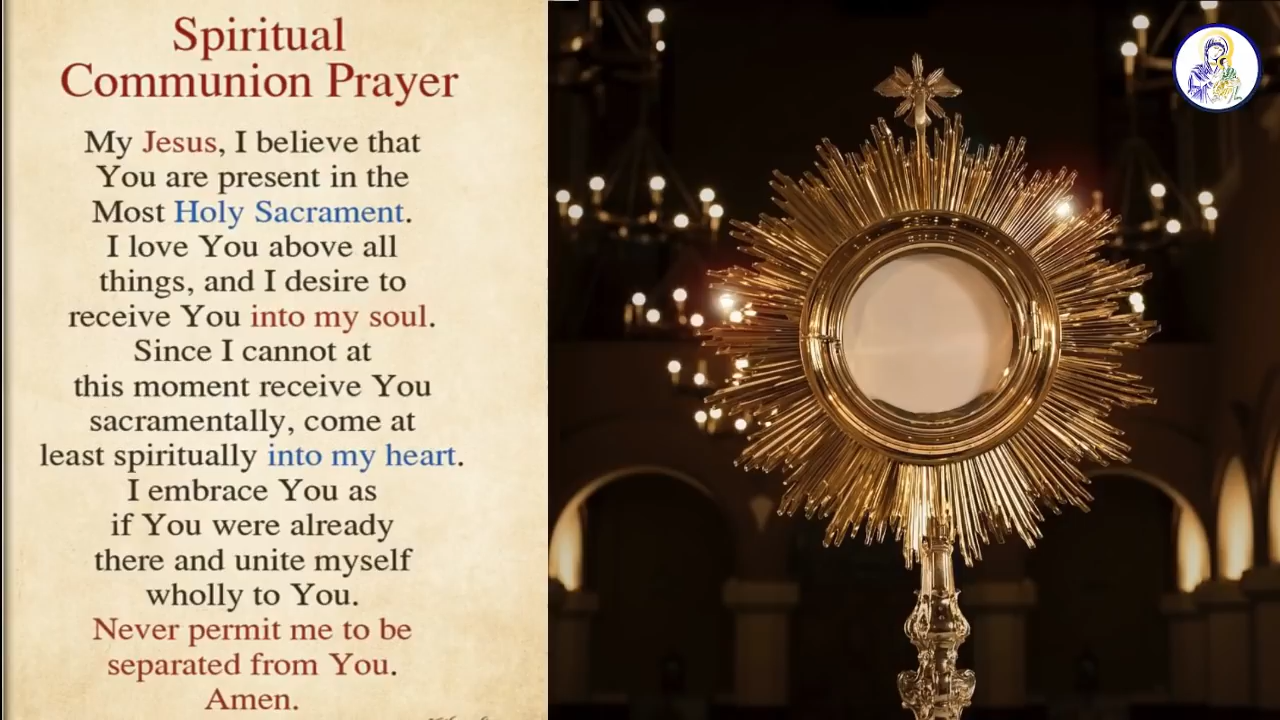 Spiritual
Communion Prayer
My Jesus, I believe that
You are present in the
Most Holy Sacrament.
I love You above all
things, and I desire to
receive You into my soul.
Since I cannot at
this moment receive You
sacramentally, come at
least spiritually into my heart.
I embrace You as
if You were already
there and unite myself
wholly to You.
Never permit me to be
separated from You.
Amen.